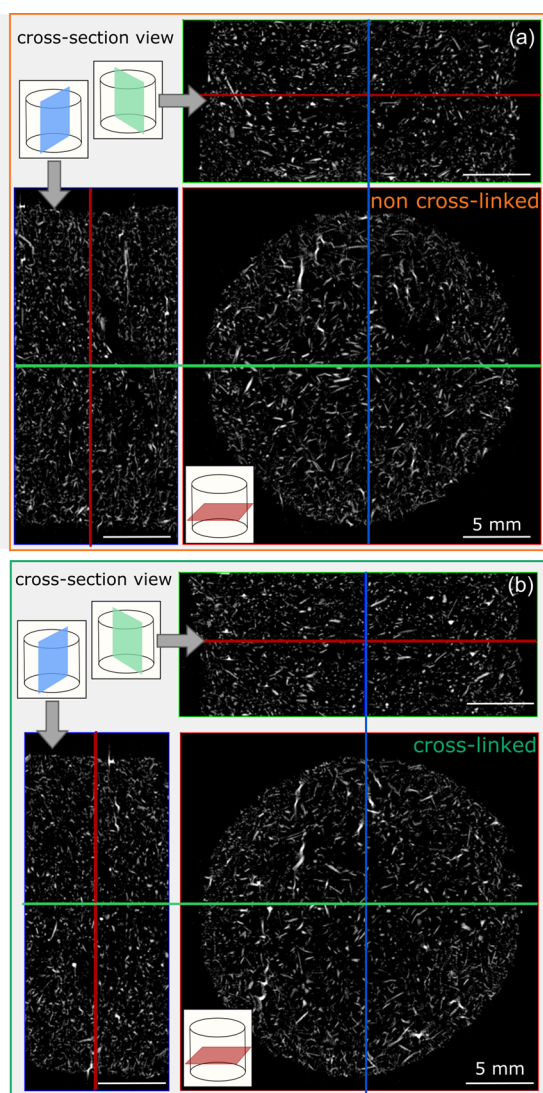 cross-section view
(a)
non cross-linked
5 mm
cross-section view
(b)
cross-linked
5 mm